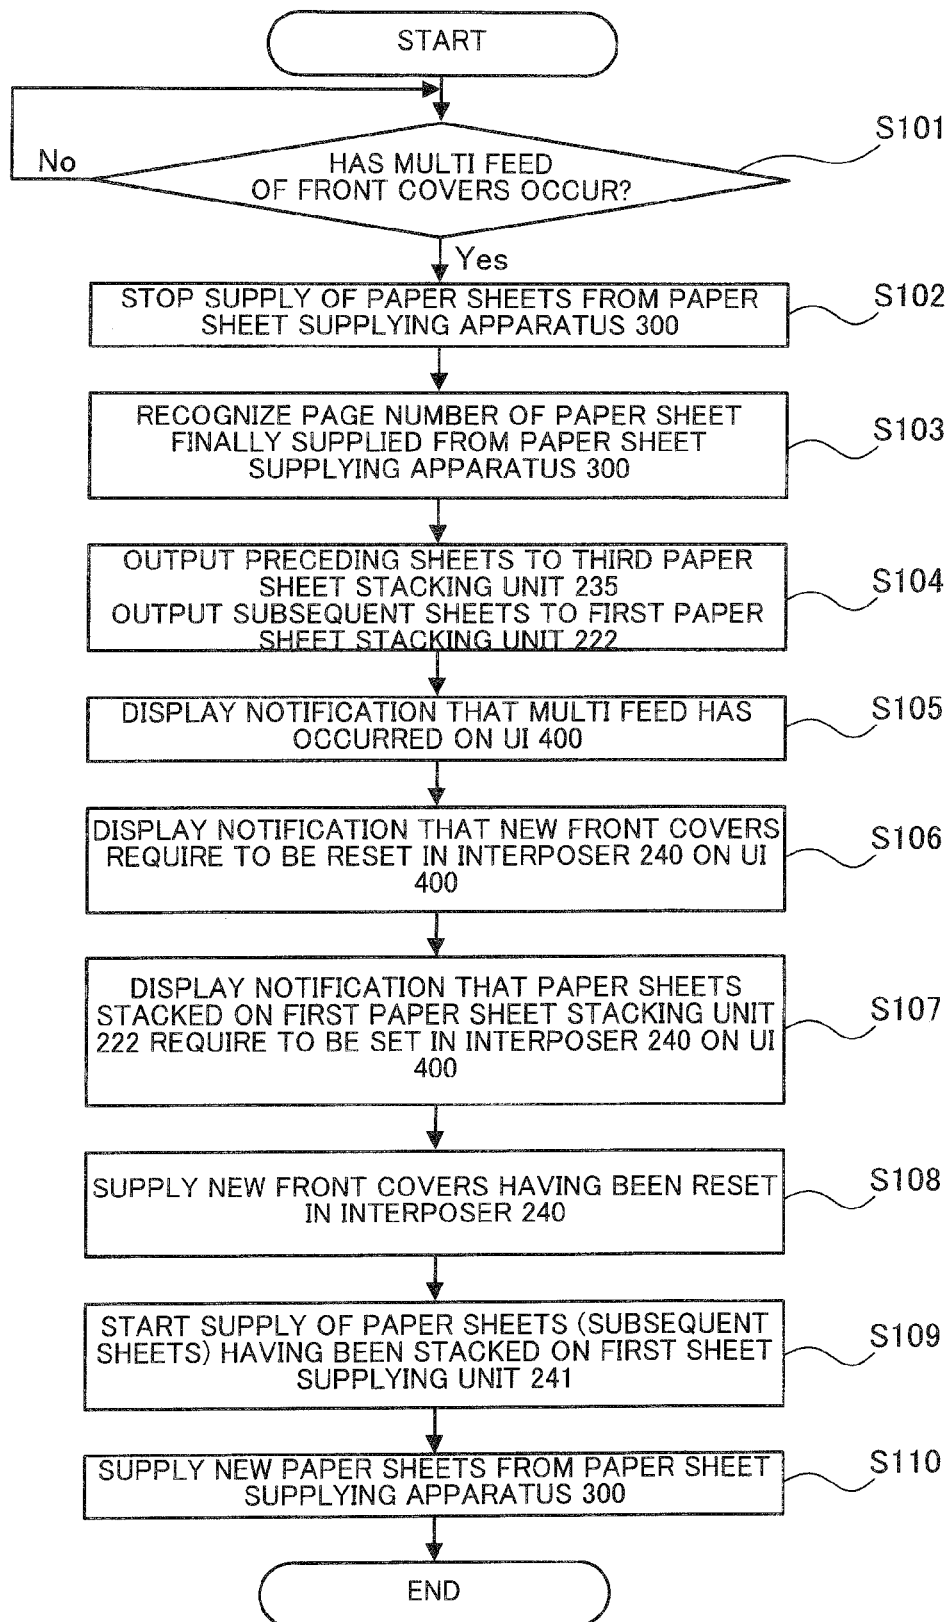 START
HAS MULTI FEED
OF FRONT COVERS OCCUR?
S101
No
Yes
STOP SUPPLY OF PAPER SHEETS FROM PAPER
SHEET SUPPLYING APPARATUS 300
S102
RECOGNIZE PAGE NUMBER OF PAPER SHEET
FINALLY SUPPLIED FROM PAPER SHEET
SUPPLYING APPARATUS 300
S103
OUTPUT PRECEDING SHEETS TO THIRD PAPER
SHEET STACKING UNIT 235
OUTPUT SUBSEQUENT SHEETS TO FIRST PAPER
SHEET STACKING UNIT 222
S104
DISPLAY NOTIFICATION THAT MULTI FEED HAS
OCCURRED ON UI 400
S105
DISPLAY NOTIFICATION THAT NEW FRONT COVERS
REQUIRE TO BE RESET IN INTERPOSER 240 ON UI
400
S106
DISPLAY NOTIFICATION THAT PAPER SHEETS
STACKED ON FIRST PAPER SHEET STACKING UNIT
222 REQUIRE TO BE SET IN INTERPOSER 240 ON UI
400
S107
SUPPLY NEW FRONT COVERS HAVING BEEN RESET
IN INTERPOSER 240
S108
START SUPPLY OF PAPER SHEETS (SUBSEQUENT
SHEETS) HAVING BEEN STACKED ON FIRST SHEET
SUPPLYING UNIT 241
S109
SUPPLY NEW PAPER SHEETS FROM PAPER SHEET
SUPPLYING APPARATUS 300
S110
END